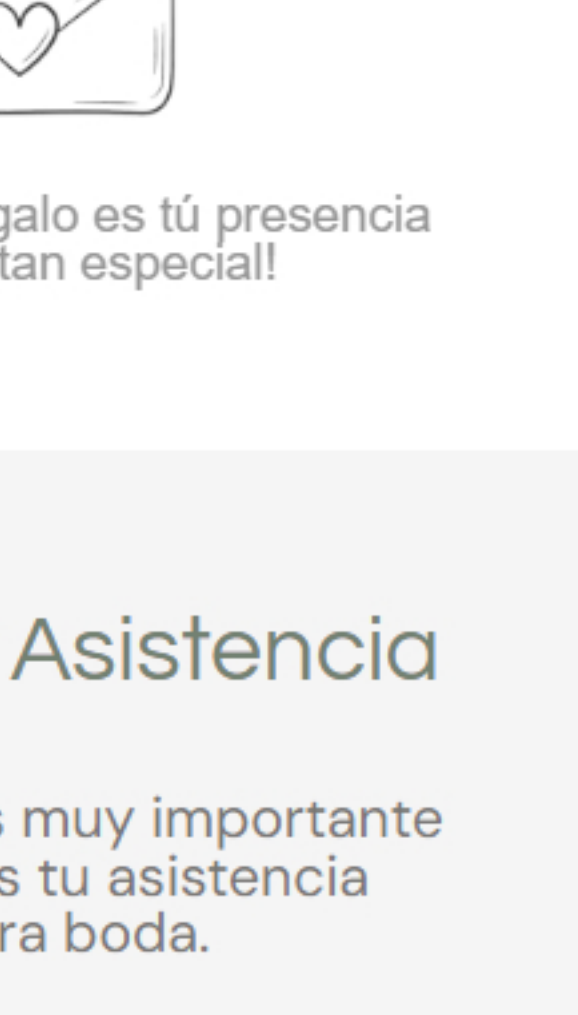 galo es tú presencia
tan especial!
Asistencia
s muy importante
s tu asistencia
ra boda.